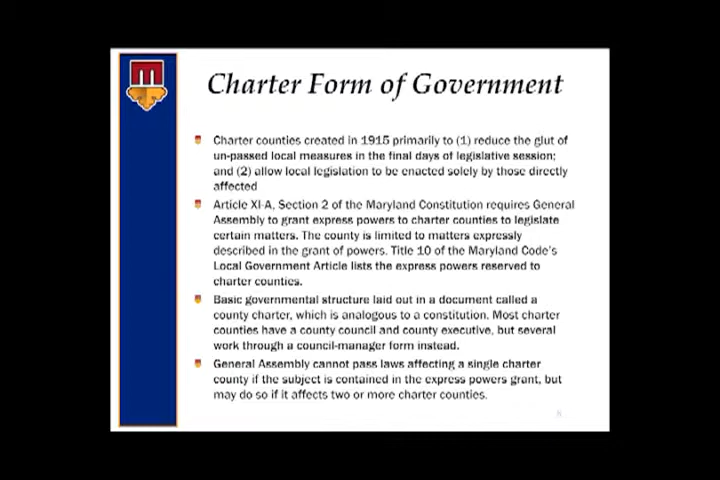 Charter Form of Government
Charter counties created in 1915 primarily to (1) reduce the glut of
un-passed local measures in the final days of legislative session;
and (2) allow local legislation to be enacted solely by those directly
affected
Article XI-A, Section 2 of the Maryland Constitution requires General
Assembly to grant express powers to charter counties to legislate
certain matters. The county is limited to matters expressly
described in the grant of powers. Title 10 of the Maryland Code's
Local Government Article lists the express powers reserved to
charter counties.
Basic governmental structure laid out in a document called a
county charter, which is analogous to a constitution. Most charter
counties have a county council and county executive, but several
work through a council-manager form instead.
General Assembly cannot pass laws affecting a single charter
county if the subject is contained in the express powers grant, but
may do so if it affects two or more charter counties.
8